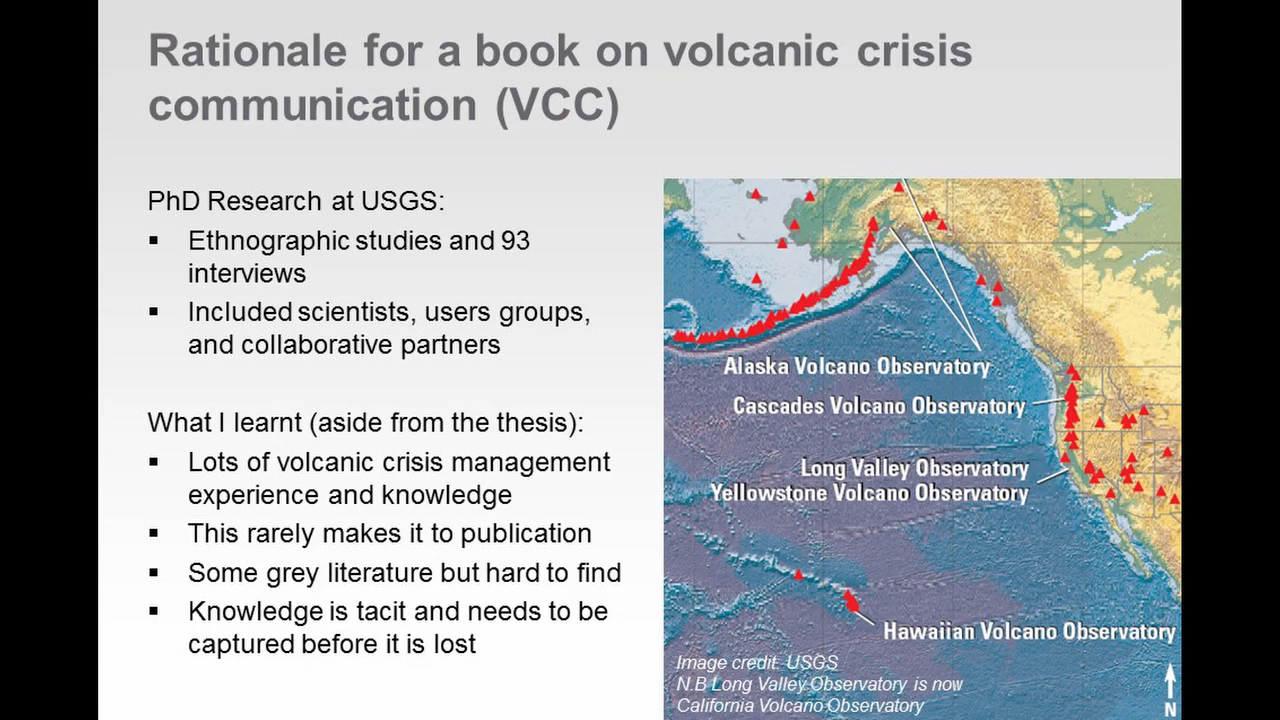 Rationale for a book on volcanic crisis
communication (VCC)
PhD Research at USGS:
▪ Ethnographic studies and 93
interviews
▪ Included scientists, users groups,
and collaborative partners
What I learnt (aside from the thesis):
▪ Lots of volcanic crisis management
experience and knowledge
▪ This rarely makes it to publication
▪ Some grey literature but hard to find
▪ Knowledge is tacit and needs to be
captured before it is lost
Alaska Volcano Observatory
Cascades Volcano Observatory
Long Valley Observatory
Yellowstone Volcano Observatory
Hawaiian Volcano Observatory
Image credit: USGS
N.B Long Valley Observatory is now
California Volcano Observatory
N